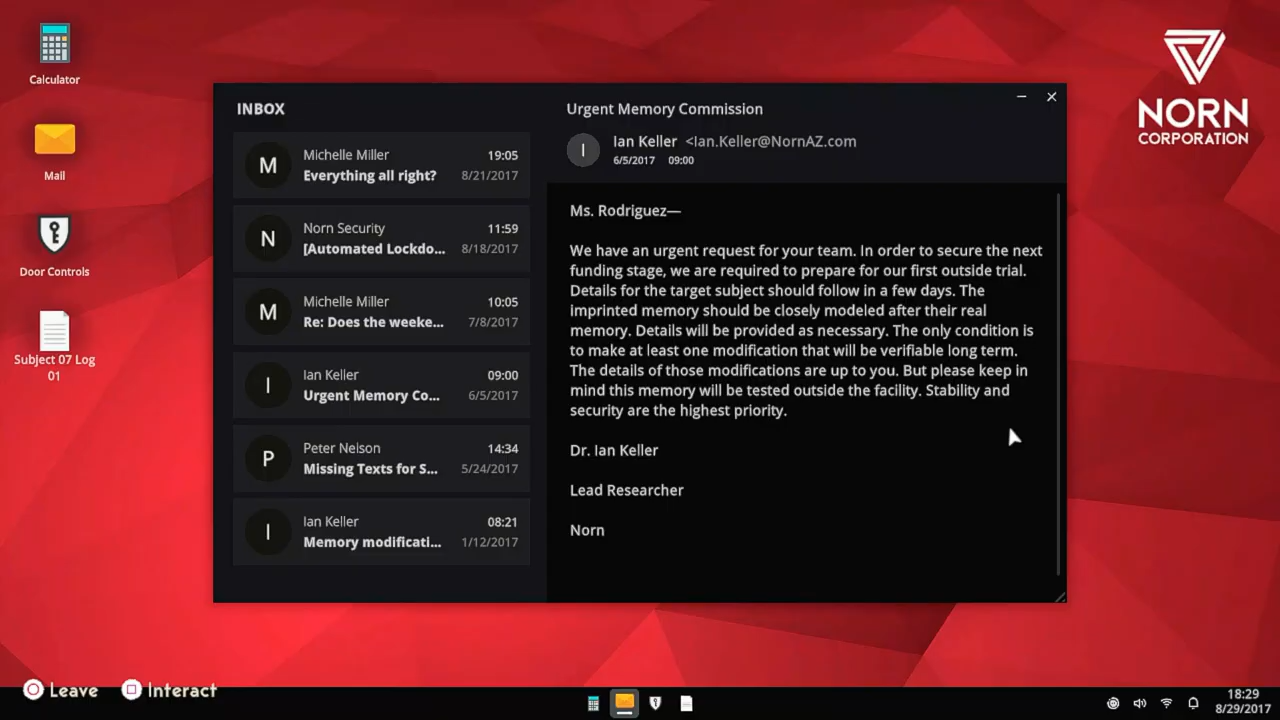 Calculator
Mail
Door Controls
Subject 07 Log
01
NORN
CORPORATION
INBOX
Michelle Miller 19:05
Everything all right? 8/21/2017
Norn Security 11:59
[Automated Lockdo... 8/18/2017
Michelle Miller 10:05
Re: Does the weeke... 7/8/2017
Ian Keller 09:00
Urgent Memory Co... 6/5/2017
Peter Nelson 14:34
Missing Texts for S... 5/24/2017
Ian Keller 08:21
Memory modificati... 1/12/2017
M
N
M
I
P
I
Urgent Memory Commission
I
Ian Keller <Ian.Keller@NornAZ.com
6/5/2017 09:00
Ms. Rodriguez—
We have an urgent request for your team. In order to secure the next
funding stage, we are required to prepare for our first outside trial.
Details for the target subject should follow in a few days. The
imprinted memory should be closely modeled after their real
memory. Details will be provided as necessary. The only condition is
to make at least one modification that will be verifiable long term.
The details of those modifications are up to you. But please keep in
mind this memory will be tested outside the facility. Stability and
security are the highest priority.
Dr. Ian Keller
Lead Researcher
Norn
Leave Interact
18:29
8/29/2017